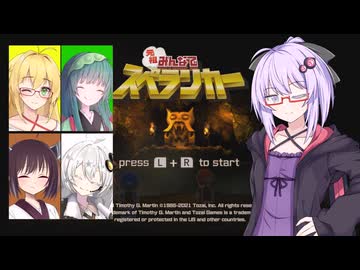 元祖
みんなで
スペランカー
press L + R to start
Timothy G. Martin ©1986-2021 Tozai, Inc. All rights rese
demark of Timothy G. Martin and Tozai Games is a tradem
registered or protected in the US and other countries.